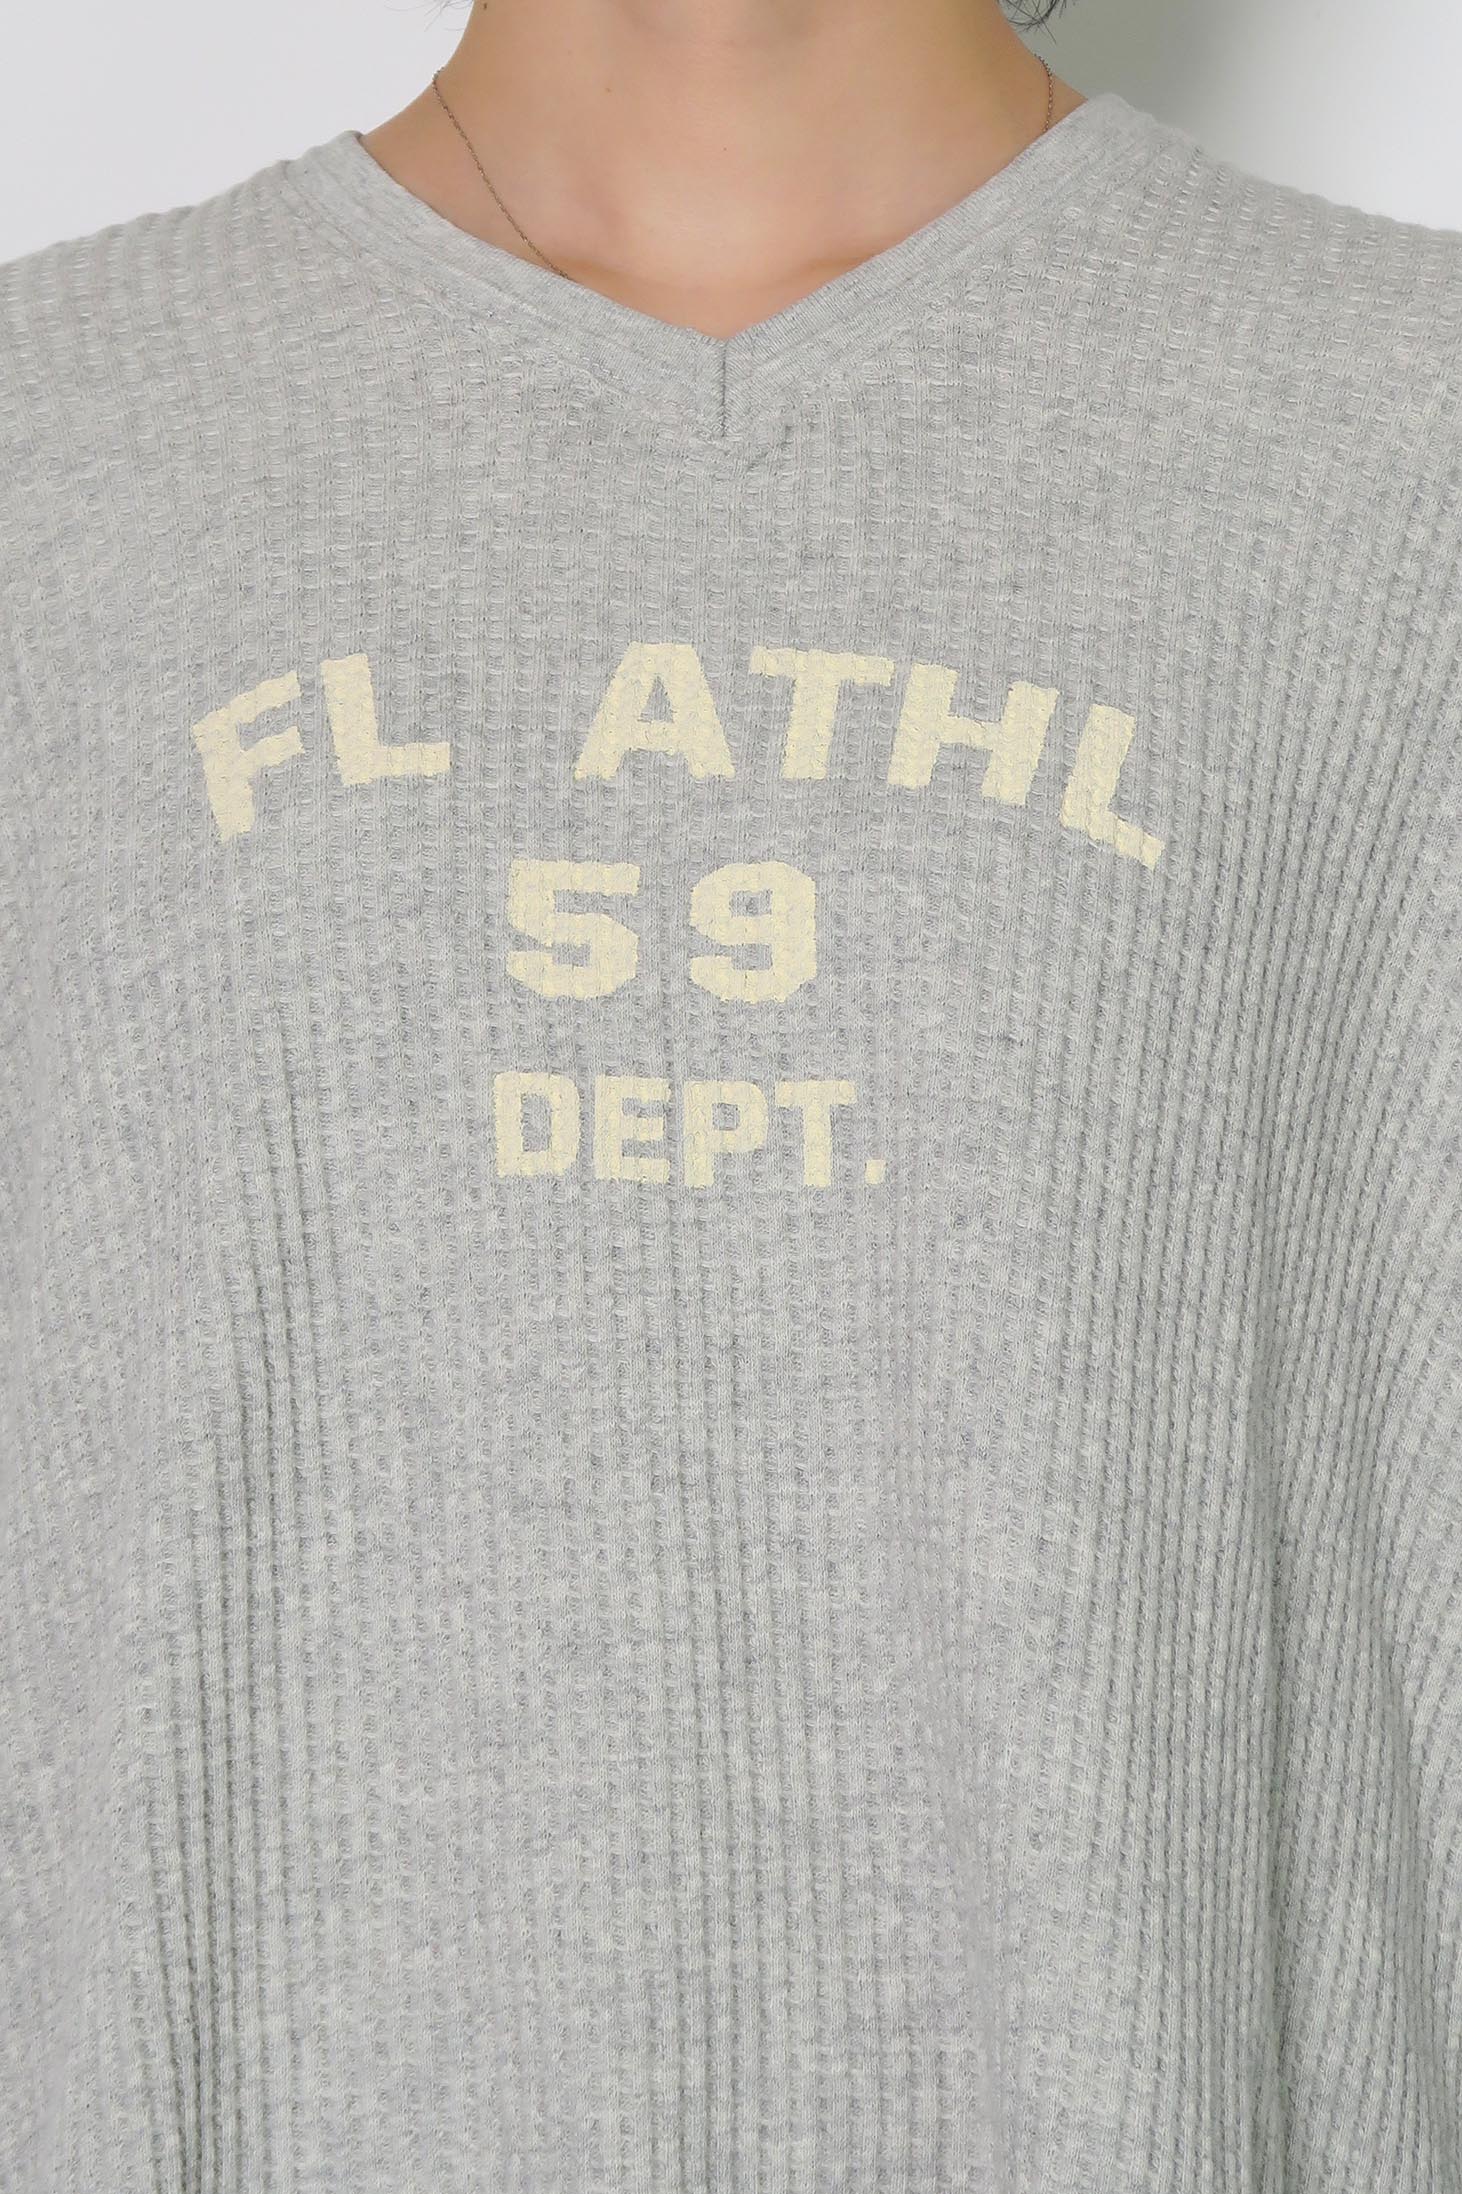 FL ATHL
59
DEPT.